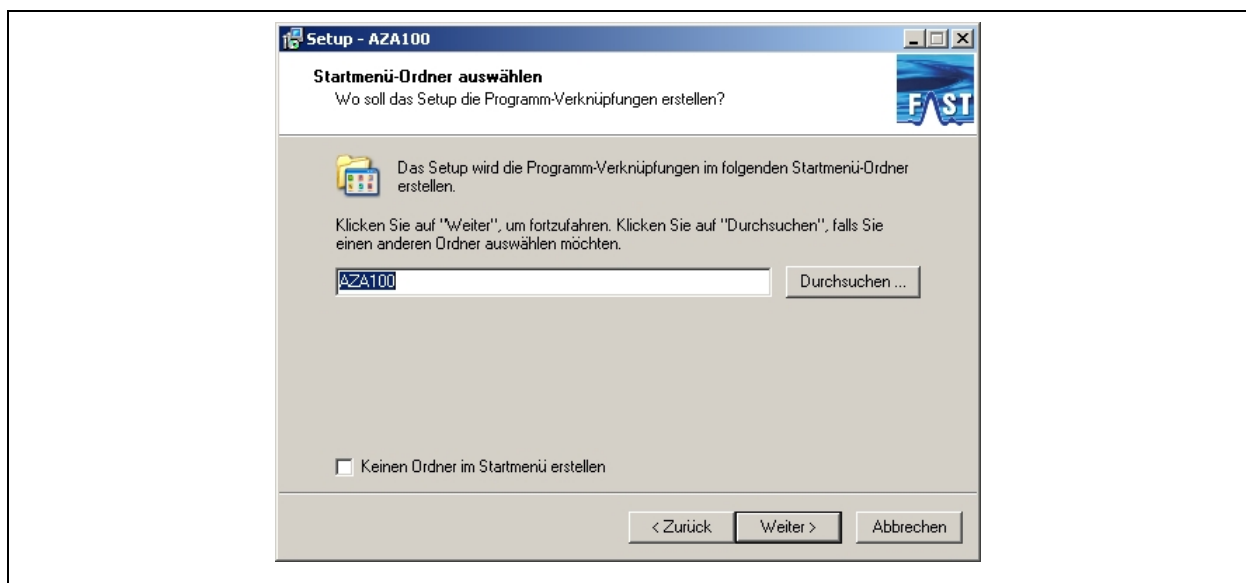 Setup - AZA100
Startmenü-Ordner auswählen
Wo soll das Setup die Programm-Verknüpfungen erstellen?
FAST
Das Setup wird die Programm-Verknüpfungen im folgenden Startmenü-Ordner
erstellen.
Klicken Sie auf "Weiter", um fortzufahren. Klicken Sie auf "Durchsuchen", falls Sie
einen anderen Ordner auswählen möchten.
AZA100
Durchsuchen ...
Keinen Ordner im Startmenü erstellen
< Zurück
Weiter >
Abbrechen